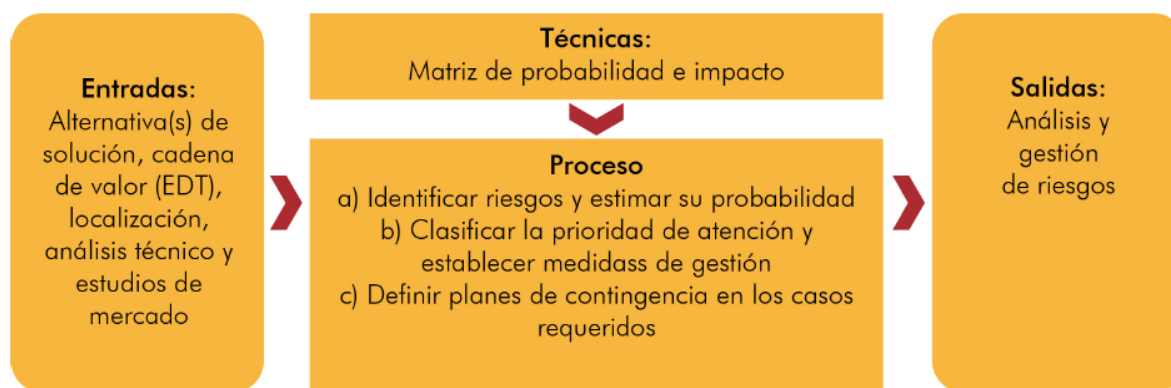 Entradas:
Alternativa(s) de
solución, cadena
de valor (EDT),
localización,
análisis técnico y
estudios de
mercado
Técnicas:
Matriz de probabilidad e impacto
Proceso
a) Identificar riesgos y estimar su probabilidad
b) Clasificar la prioridad de atención y
establecer medidass de gestión
c) Definir planes de contingencia en los casos
requeridos
Salidas:
Análisis y
gestión
de riesgos